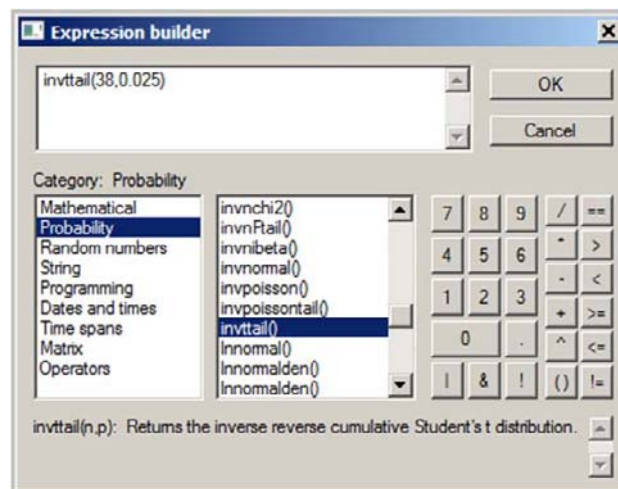 Expression builder
invttail(38,0.025)
OK
Cancel
Category: Probability
Mathematical
Probability
Random numbers
String
Programming
Dates and times
Time spans
Matrix
Operators
invnchi2()
invnFtail()
invnibeta()
invnormal()
invpoisson()
invpoissontail()
invttail()
lnnormal()
lnnormalden()
lnnormalden()
7 8 9 / ==
4 5 6 * >
1 2 3 - <
0 . + >=
| & ! ^ <=
() !=
invttail(n,p): Returns the inverse reverse cumulative Student's t distribution.